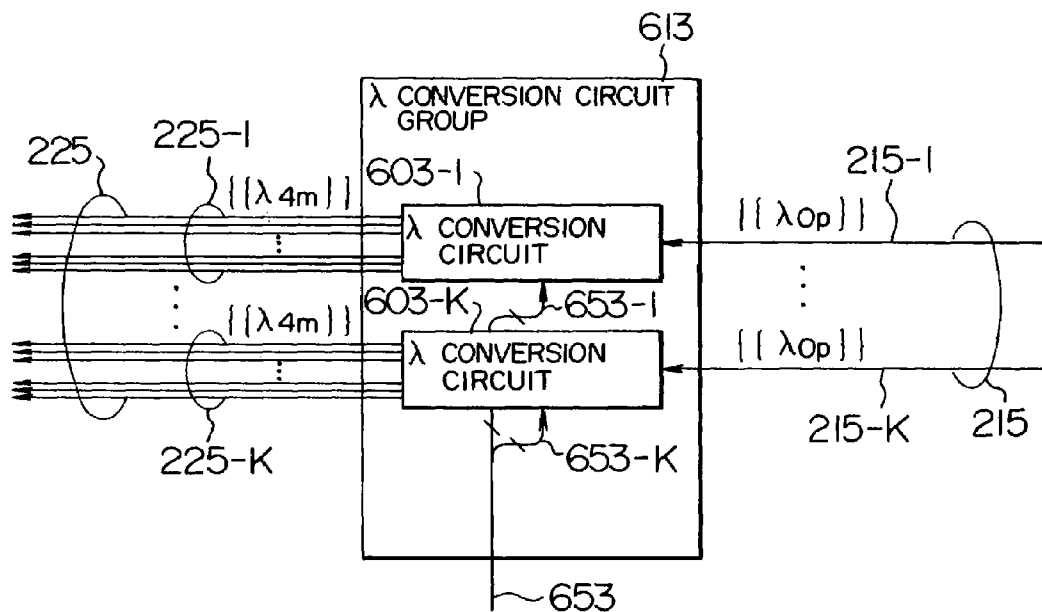 613
λ CONVERSION CIRCUIT
GROUP
225
225-1
{{λ4m}}
603-1
215-1
{{λ0p}}
λ CONVERSION
CIRCUIT
603-K
653-1
{{λ4m}}
{{λ0p}}
λ CONVERSION
CIRCUIT
225-K
653-K
215-K
215
653